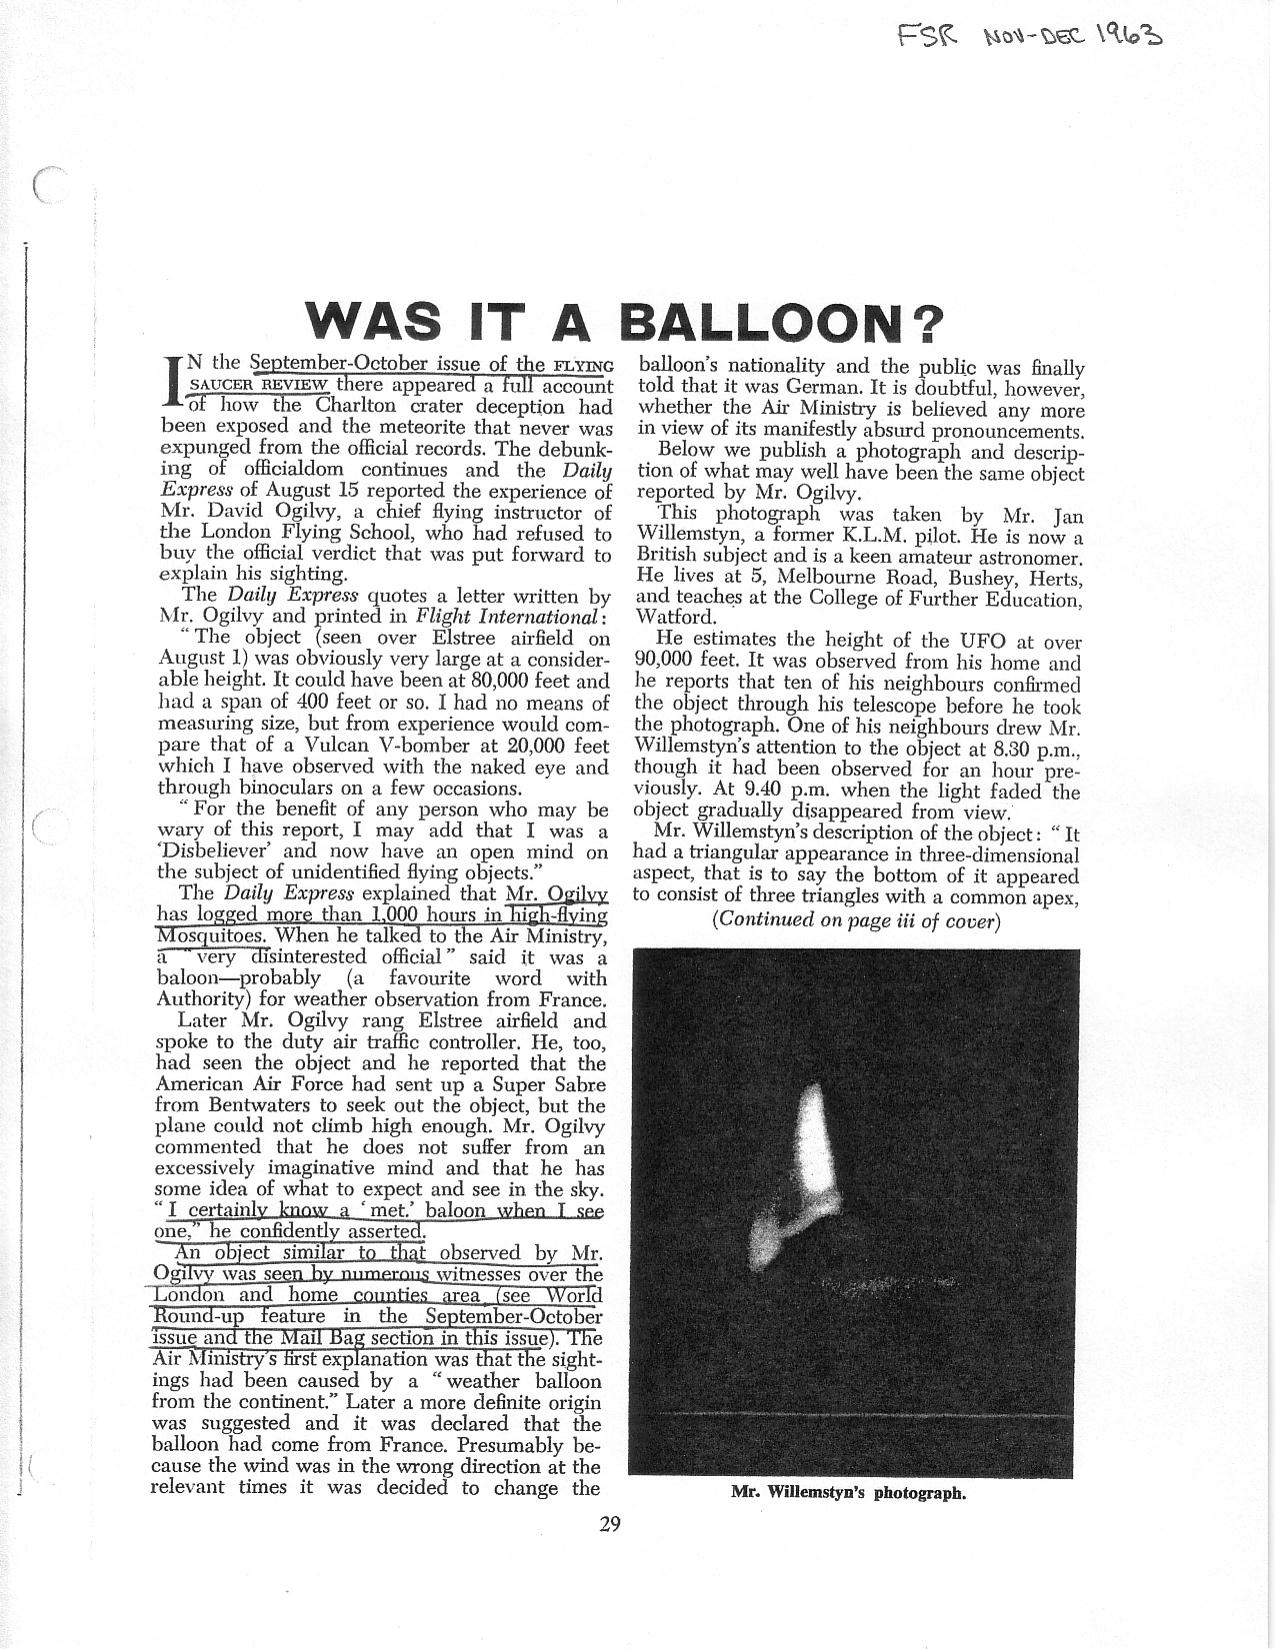 FSR NOV-DEC 1963
WAS IT A BALLOON?
IN the September-October issue of the FLYING
SAUCER REVIEW there appeared a full account
of how the Charlton crater deception had
been exposed and the meteorite that never was
expunged from the official records. The debunk-
ing of officialdom continues and the Daily
Express of August 15 reported the experience of
Mr. David Ogilvy, a chief flying instructor of
the London Flying School, who had refused to
buy the official verdict that was put forward to
explain his sighting.
The Daily Express quotes a letter written by
Mr. Ogilvy and printed in Flight International:
“The object (seen over Elstree airfield on
August 1) was obviously very large at a consider-
able height. It could have been at 80,000 feet and
had a span of 400 feet or so. I had no means of
measuring size, but from experience would com-
pare that of a Vulcan V-bomber at 20,000 feet
which I have observed with the naked eye and
through binoculars on a few occasions.
“For the benefit of any person who may be
wary of this report, I may add that I was a
‘Disbeliever’ and now have an open mind on
the subject of unidentified flying objects.”
The Daily Express explained that Mr. Ogilvy
has logged more than 1,000 hours in high-flying
Mosquitoes. When he talked to the Air Ministry,
a “very disinterested official” said it was a
baloon—probably (a favourite word with
Authority) for weather observation from France.
Later Mr. Ogilvy rang Elstree airfield and
spoke to the duty air traffic controller. He, too,
had seen the object and he reported that the
American Air Force had sent up a Super Sabre
from Bentwaters to seek out the object, but the
plane could not climb high enough. Mr. Ogilvy
commented that he does not suffer from an
excessively imaginative mind and that he has
some idea of what to expect and see in the sky.
“I certainly know a ‘met.’ baloon when I see
one,” he confidently asserted.
An object similar to that observed by Mr.
Ogilvy was seen by numerous witnesses over the
London and home counties area (see World
Round-up feature in the September-October
issue and the Mail Bag section in this issue). The
Air Ministry's first explanation was that the sight-
ings had been caused by a “weather balloon
from the continent.” Later a more definite origin
was suggested and it was declared that the
balloon had come from France. Presumably be-
cause the wind was in the wrong direction at the
relevant times it was decided to change the
balloon's nationality and the public was finally
told that it was German. It is doubtful, however,
whether the Air Ministry is believed any more
in view of its manifestly absurd pronouncements.
Below we publish a photograph and descrip-
tion of what may well have been the same object
reported by Mr. Ogilvy.
This photograph was taken by Mr. Jan
Willemstyn, a former K.L.M. pilot. He is now a
British subject and is a keen amateur astronomer.
He lives at 5, Melbourne Road, Bushey, Herts,
and teaches at the College of Further Education,
Watford.
He estimates the height of the UFO at over
90,000 feet. It was observed from his home and
he reports that ten of his neighbours confirmed
the object through his telescope before he took
the photograph. One of his neighbours drew Mr.
Willemstyn's attention to the object at 8.30 p.m.,
though it had been observed for an hour pre-
viously. At 9.40 p.m. when the light faded the
object gradually disappeared from view.
Mr. Willemstyn's description of the object: “It
had a triangular appearance in three-dimensional
aspect, that is to say the bottom of it appeared
to consist of three triangles with a common apex,
(Continued on page iii of cover)
Mr. Willemstyn's photograph.
29